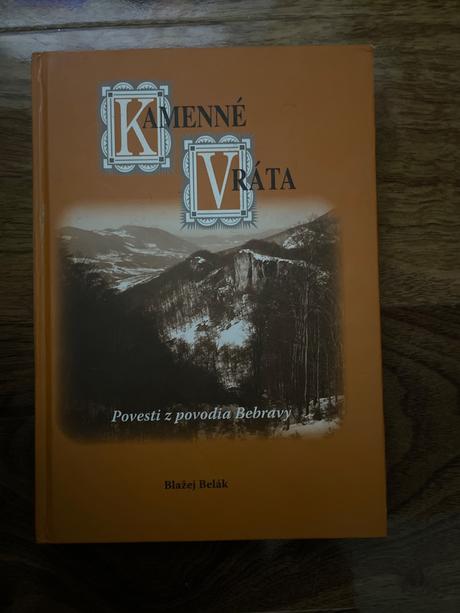 KAMENNÉ
VRÁTA
Povesti z povodia Bebravy
Blažej Belák